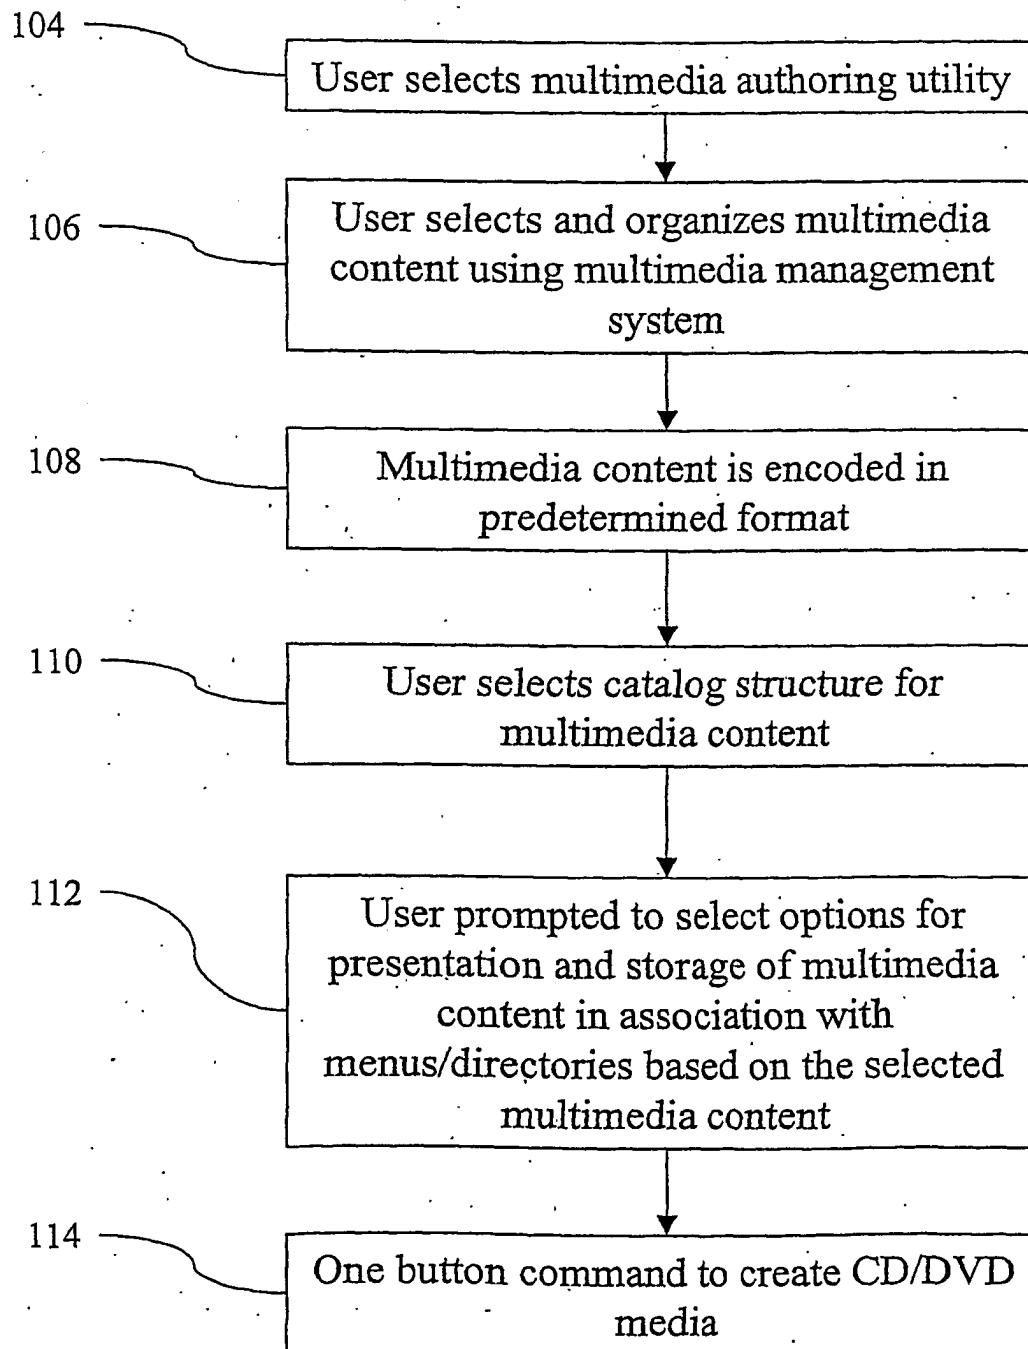 104
User selects multimedia authoring utility
106
User selects and organizes multimedia
content using multimedia management
system
108
Multimedia content is encoded in
predetermined format
110
User selects catalog structure for
multimedia content
112
User prompted to select options for
presentation and storage of multimedia
content in association with
menus/directories based on the selected
multimedia content
114
One button command to create CD/DVD
media